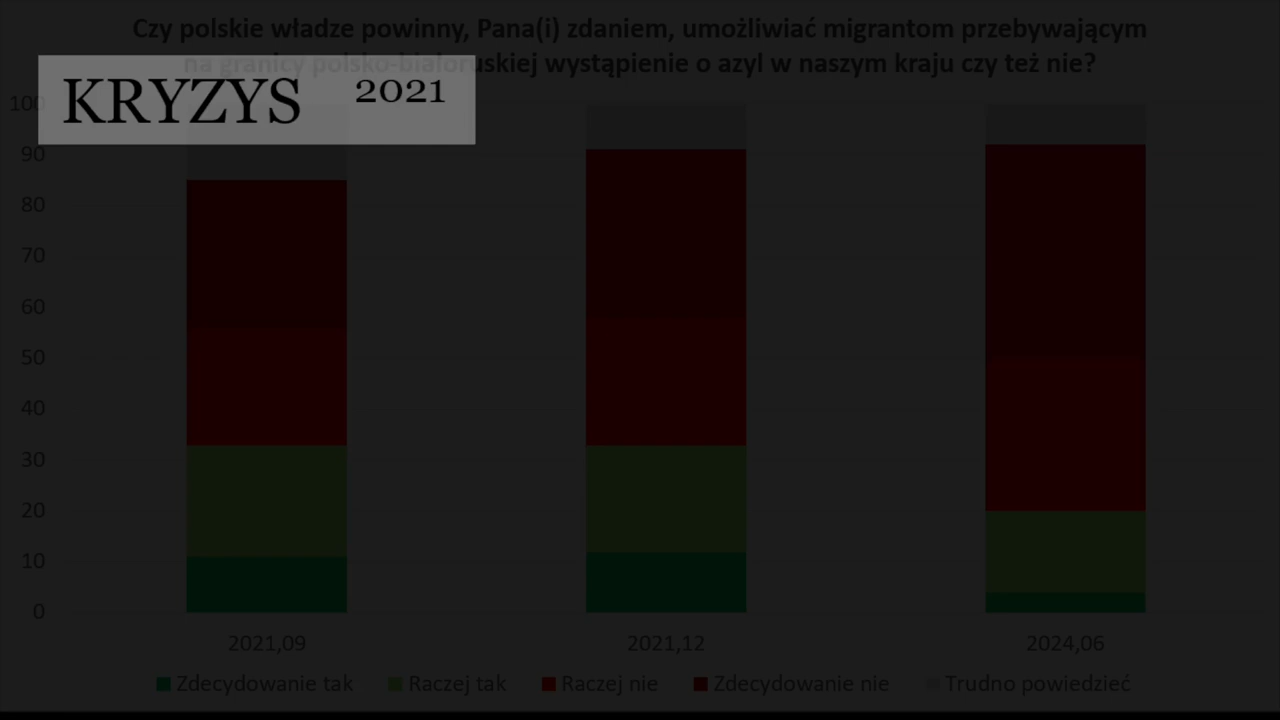 Czy polskie władze powinny, Pana(i) zdaniem, umożliwiać migrantom przebywającym
na granicy polsko-białoruskiej wystąpienie o azyl w naszym kraju czy też nie?
KRYZYS 2021
100
90
80
70
60
50
40
30
20
10
0
2021,09 2021,12 2024,06
Zdecydowanie tak Raczej tak Raczej nie Zdecydowanie nie Trudno powiedzieć